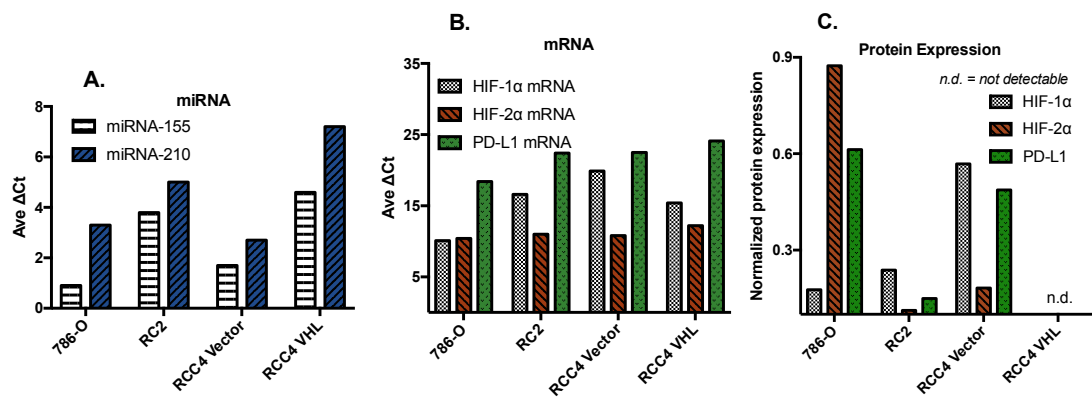 A.
miRNA
miRNA-155
miRNA-210
Ave ΔCt
8
6
4
2
0
786-O
RC2
RCC4 Vector
RCC4 VHL
B.
mRNA
HIF-1α mRNA
HIF-2α mRNA
PD-L1 mRNA
Ave ΔCt
35
25
15
5
786-O
RC2
RCC4 Vector
RCC4 VHL
C.
Protein Expression
n.d. = not detectable
HIF-1α
HIF-2α
PD-L1
Normalized protein expression
0.9
0.6
0.3
n.d.
786-O
RC2
RCC4 Vector
RCC4 VHL